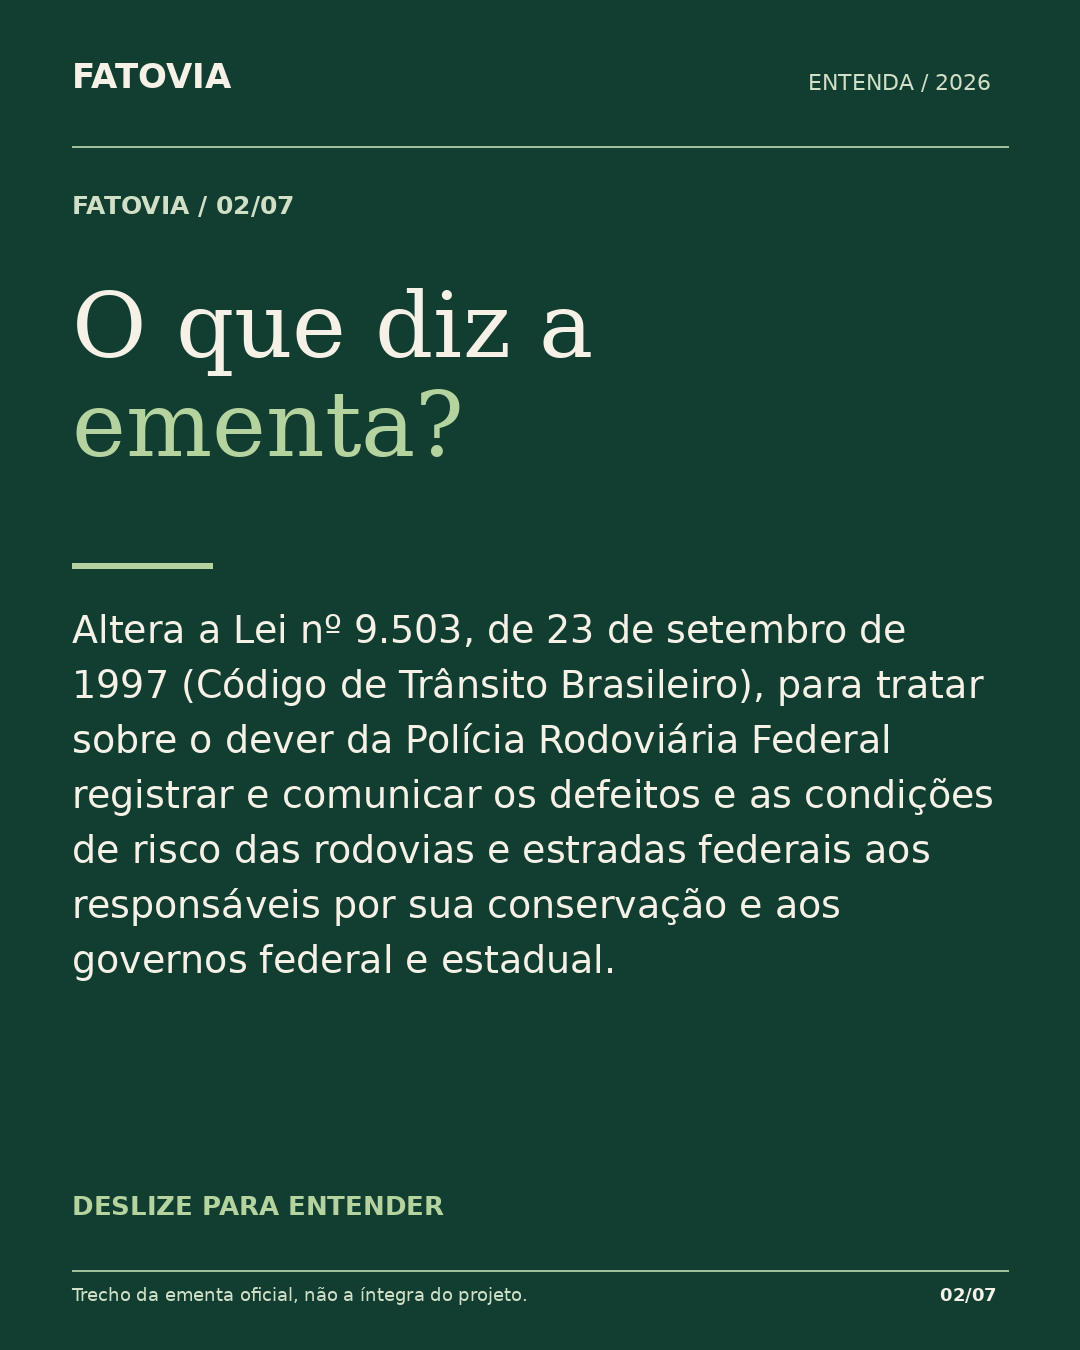 FATOVIA
ENTENDA / 2026
FATOVIA / 02/07
O que diz a
ementa?
Altera a Lei nº 9.503, de 23 de setembro de
1997 (Código de Trânsito Brasileiro), para tratar
sobre o dever da Polícia Rodoviária Federal
registrar e comunicar os defeitos e as condições
de risco das rodovias e estradas federais aos
responsáveis por sua conservação e aos
governos federal e estadual.
DESLIZE PARA ENTENDER
Trecho da ementa oficial, não a íntegra do projeto.
02/07